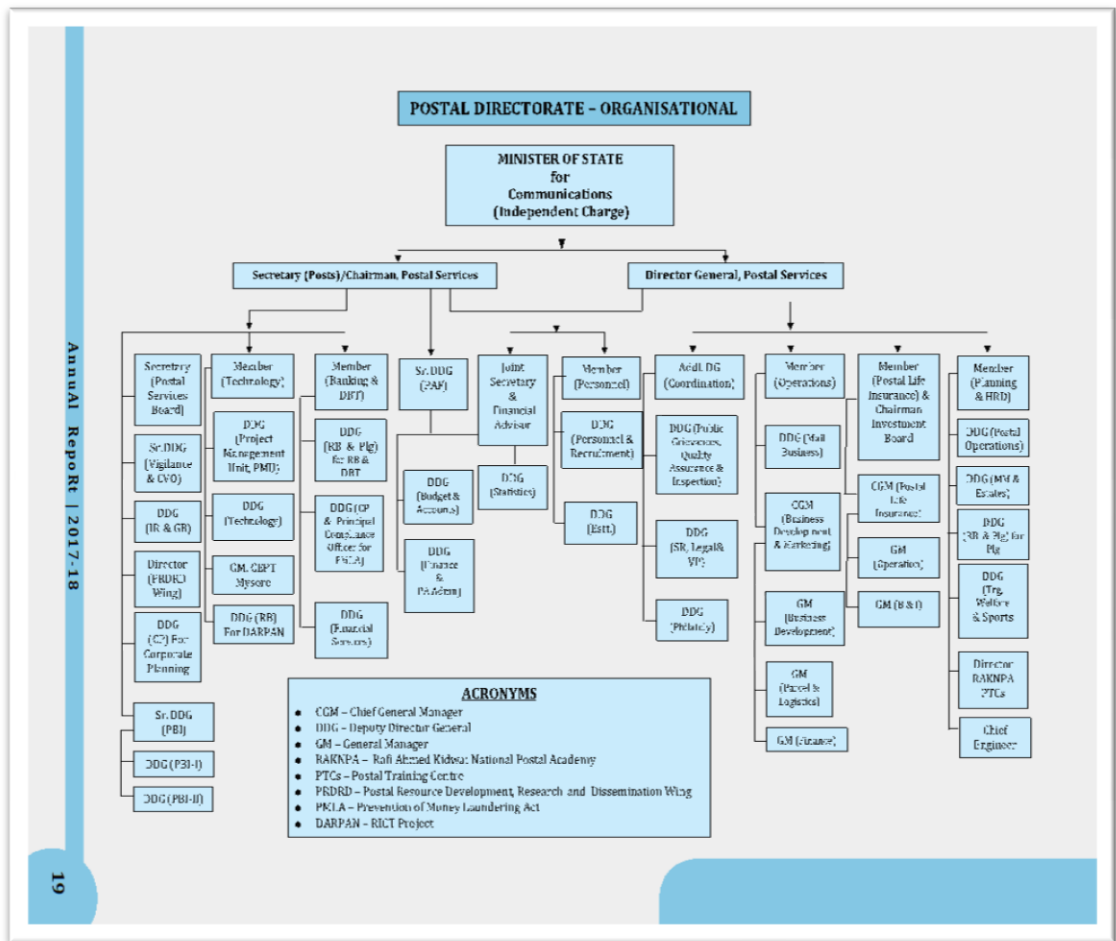 POSTAL DIRECTORATE – ORGANISATIONAL
MINISTER OF STATE
for
Communications
(Independent Charge)
Secretary (Posts)/Chairman, Postal Services
Director General, Postal Services
Secretary
(Postal
Services
Board)
Sr.DDG
(Vigilance
& CVO)
DDG
(IR & GB)
Director
(PRDRD
Wing)
DDG
(CP) For
Corporate
Planning
Sr. DDG
(PBI)
DDG (PBI-I)
DDG (PBI-II)
Member
(Technology)
DDG
(Project
Management
Unit, PMU)
DDG
(Technology)
GM, CEPT
Mysore
DDG (RB)
For DARPAN
Member
(Banking &
DBT)
DDG
(RB & Plg)
for RB &
DBT
DDG (CP
& Principal
Compliance
Officer for
PMLA)
DDG
(Financial
Services)
Sr. DDG
(PAF)
DDG
(Budget &
Accounts)
DDG
(Finance
&
PA Admn)
Joint
Secretary
&
Financial
Advisor
DDG
(Statistics)
Member
(Personnel)
DDG
(Personnel &
Recruitment)
DDG
(Estt.)
Addl. DG
(Coordination)
DDG (Public
Grievances,
Quality
Assurance &
Inspection)
DDG
(SR, Legal &
VP)
DDG
(Philately)
Member
(Operations)
DDG (Mail
Business)
CGM
(Business
Development
& Marketing)
GM
(Business
Development)
GM
(Parcel &
Logistics)
GM (Finance)
Member
(Postal Life
Insurance) &
Chairman
Investment
Board
CGM (Postal
Life
Insurance)
GM
(Operation)
GM (B & I)
Member
(Planning
& HRD)
DDG (Postal
Operations)
DDG (MM &
Estates)
DDG
(RB & Plg) for
Plg
DDG
(Trg,
Welfare
& Sports
Director
RAKNPA
PTCs
Chief
Engineer
ACRONYMS
● CGM – Chief General Manager
● DDG – Deputy Director General
● GM – General Manager
● RAKNPA – Rafi Ahmed Kidwai National Postal Academy
● PTCs – Postal Training Centre
● PRDRD – Postal Resource Development, Research and Dissemination Wing
● PMLA – Prevention of Money Laundering Act
● DARPAN – RICT Project
AnnuAl RepoRt | 2017-18
19